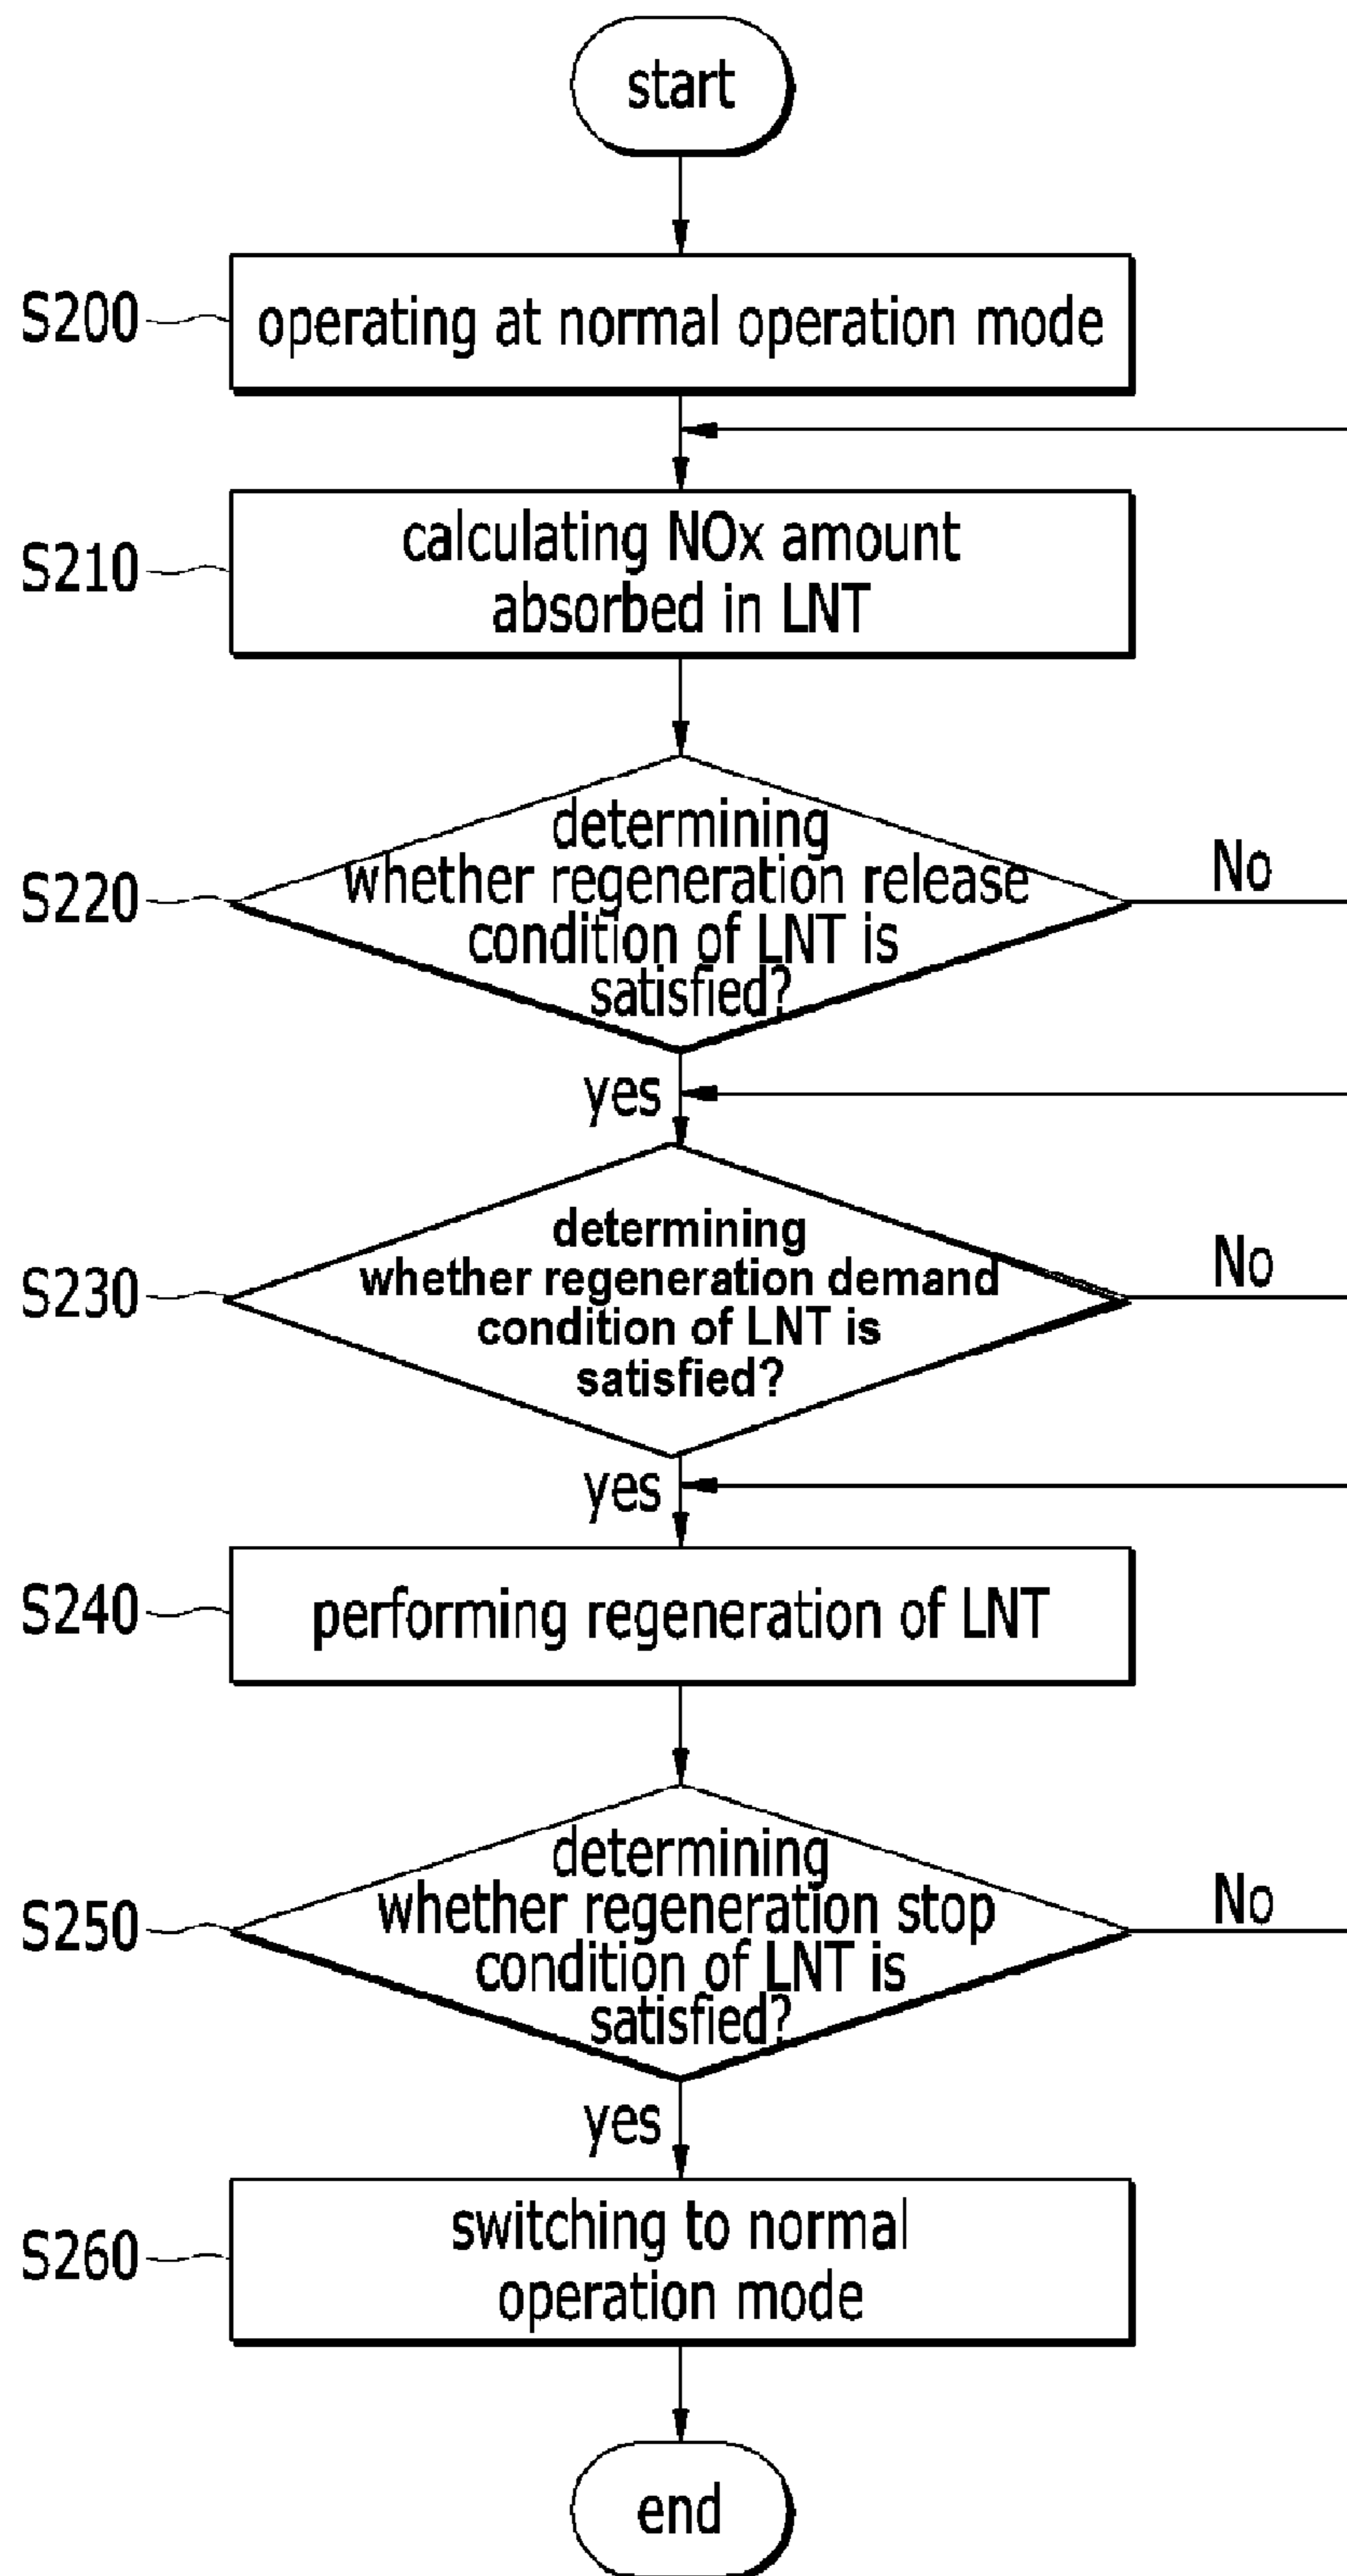 start
S200
operating at normal operation mode
S210
calculating NOx amount
absorbed in LNT
S220
determining
whether regeneration release
condition of LNT is
satisfied?
No
yes
S230
determining
whether regeneration demand
condition of LNT is
satisfied?
No
yes
S240
performing regeneration of LNT
S250
determining
whether regeneration stop
condition of LNT is
satisfied?
No
yes
S260
switching to normal
operation mode
end